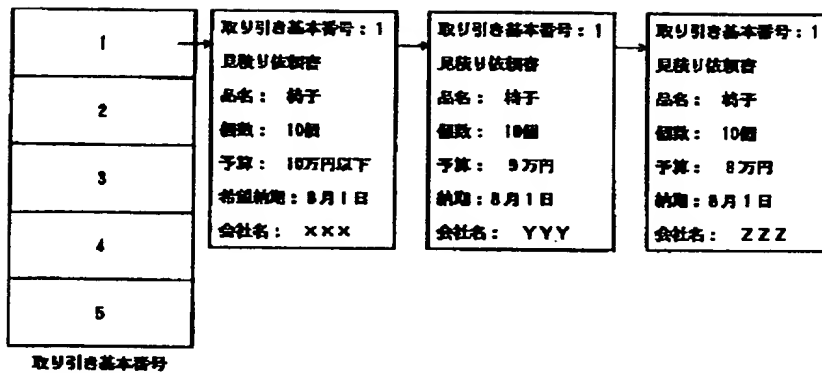 1
2
3
4
5
取り引き基本番号
取り引き基本番号：1
見積り依頼書
品名： 椅子
個数： 10個
予算： 10万円以下
希望納期：8月1日
会社名： ×××
取り引き基本番号：1
見積り依頼書
品名： 椅子
個数： 10個
予算： 9万円
納期：8月1日
会社名： YYY
取り引き基本番号：1
見積り依頼書
品名： 椅子
個数： 10個
予算： 8万円
納期：8月1日
会社名： ZZZ